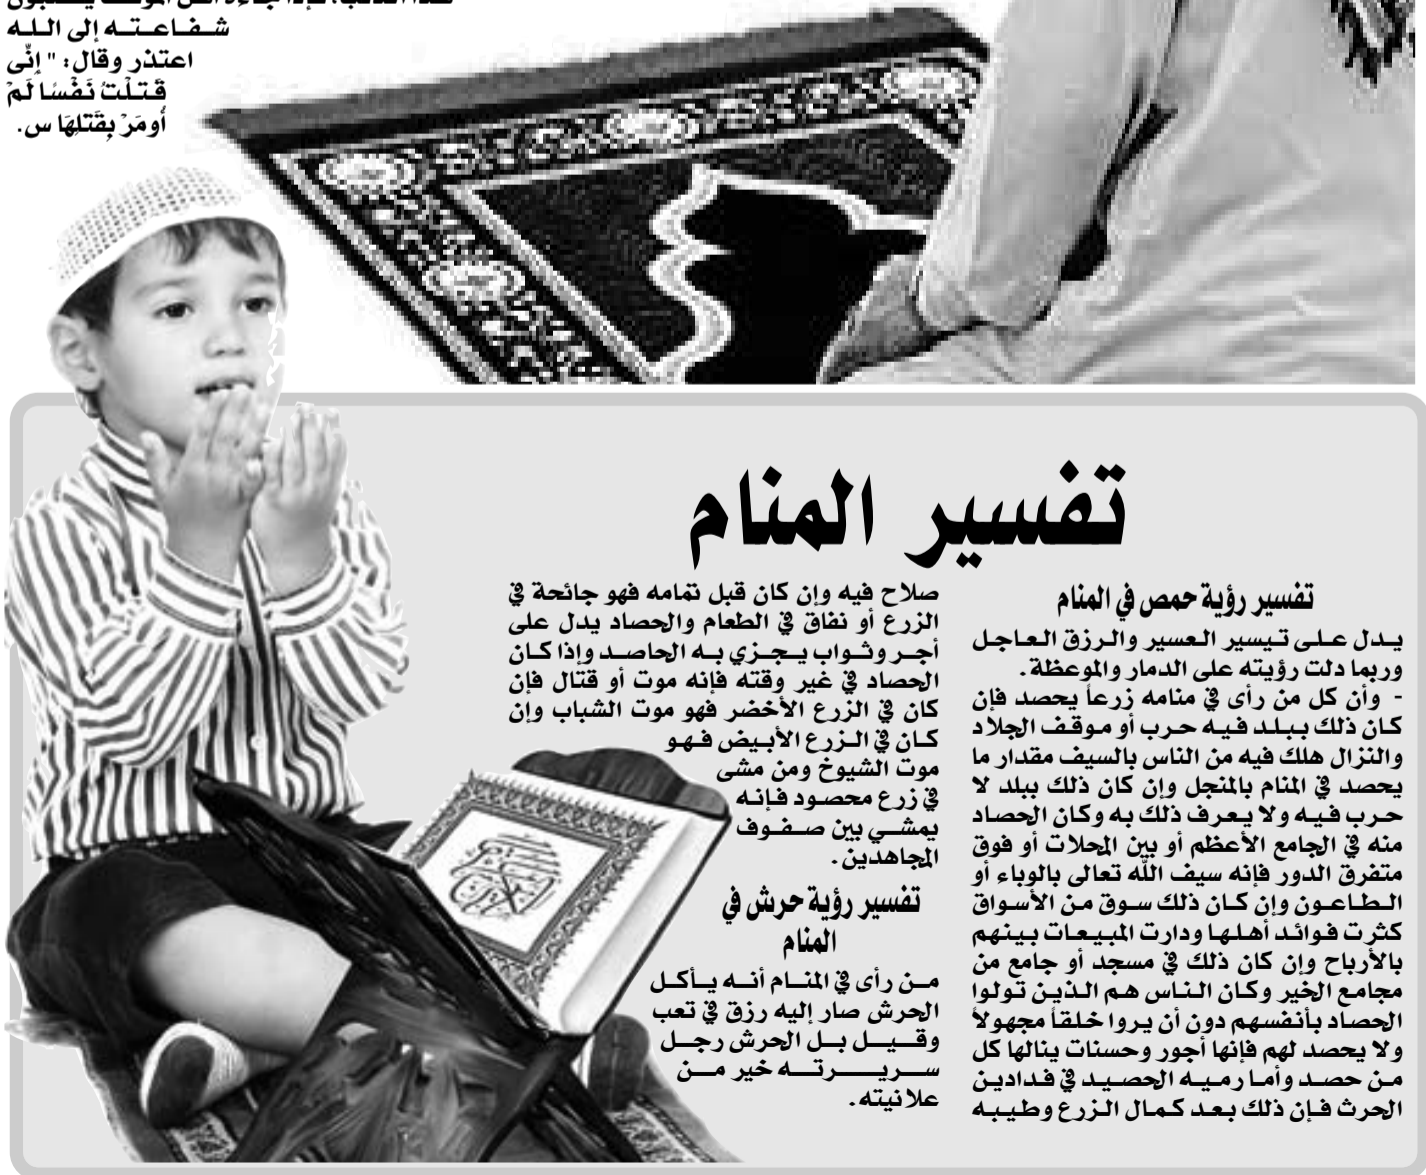 شفاعته إلى الله
اعتذر وقال: " إنِّي
قَتلْتُ نَفْسًا لَمْ
أُومَرْ بِقَتلِهَا س.
تفسير المنام
تفسير رؤية حمص في المنام
يدل على تيسير العسير والرزق العاجل
وربما دلت رؤيته على الدمار والموعظة.
- وأن كل من رأى في منامه زرعاً يحصد فإن
كان ذلك ببلد فيه حرب أو موقف الجلاد
والنزال هلك فيه من الناس بالسيف مقدار ما
يحصد في المنام بالمنجل وإن كان ذلك ببلد لا
حرب فيه ولا يعرف ذلك به وكان الحصاد
منه في الجامع الأعظم أو بين المحلات أو فوق
متفرق الدور فإنه سيف الله تعالى بالوباء أو
الطاعون وإن كان ذلك سوق من الأسواق
كثرت فوائد أهلها ودارت المبيعات بينهم
بالأرباح وإن كان ذلك في مسجد أو جامع من
مجامع الخير وكان الناس هم الذين تولوا
الحصاد بأنفسهم دون أن يروا خلقاً مجهولاً
ولا يحصد لهم فإنها أجور وحسنات ينالها كل
من حصد وأما رميه الحصيد في فدادين
الحرث فإن ذلك بعد كمال الزرع وطيبه
صلاح فيه وإن كان قبل تمامه فهو جائحة في
الزرع أو نفاق في الطعام والحصاد يدل على
أجر وثواب يجزي به الحاصد وإذا كان
الحصاد في غير وقته فإنه موت أو قتال فإن
كان في الزرع الأخضر فهو موت الشباب وإن
كان في الزرع الأبيض فهو
موت الشيوخ ومن مشى
في زرع محصود فإنه
يمشي بين صفوف
المجاهدين.
تفسير رؤية حرش في
المنام
من رأى في المنام أنه يأكل
الحرش صار إليه رزق في تعب
وقيل بل الحرش رجل
سريرته خير من
علانيته.